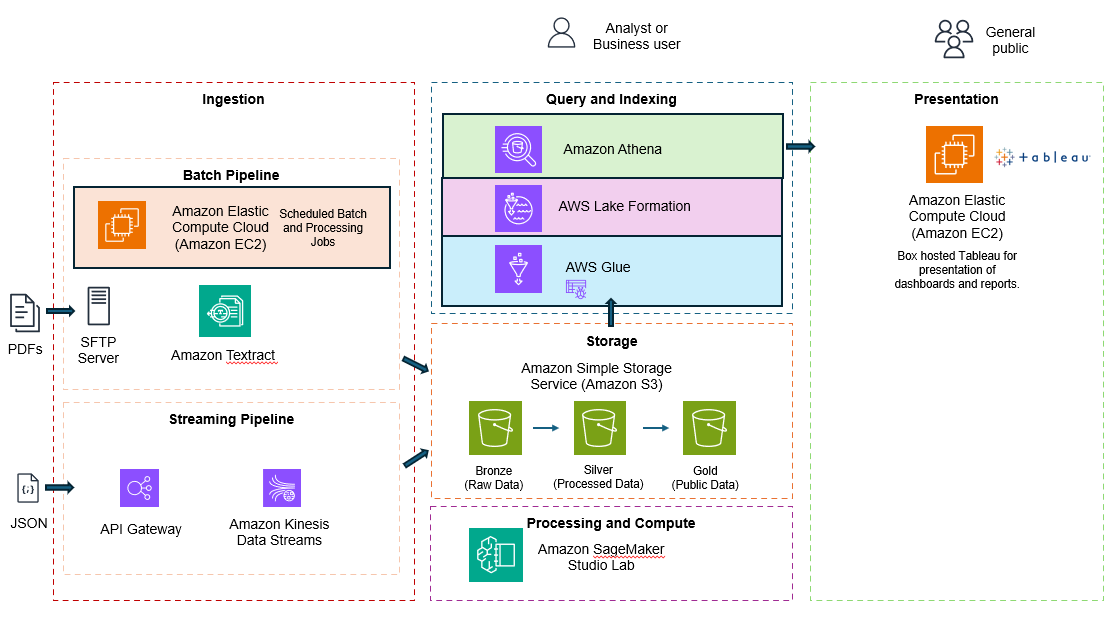 Analyst or
Business user
General
public
Ingestion
Batch Pipeline
Amazon Elastic
Compute Cloud
(Amazon EC2)
Scheduled Batch
and Processing
Jobs
PDFs
SFTP
Server
Amazon Textract
Streaming Pipeline
{;}
JSON
API Gateway
Amazon Kinesis
Data Streams
Query and Indexing
Amazon Athena
AWS Lake Formation
AWS Glue
Storage
Amazon Simple Storage
Service (Amazon S3)
Bronze
(Raw Data)
Silver
(Processed Data)
Gold
(Public Data)
Processing and Compute
Amazon SageMaker
Studio Lab
Presentation
+ableau
Amazon Elastic
Compute Cloud
(Amazon EC2)
Box hosted Tableau for
presentation of
dashboards and reports.